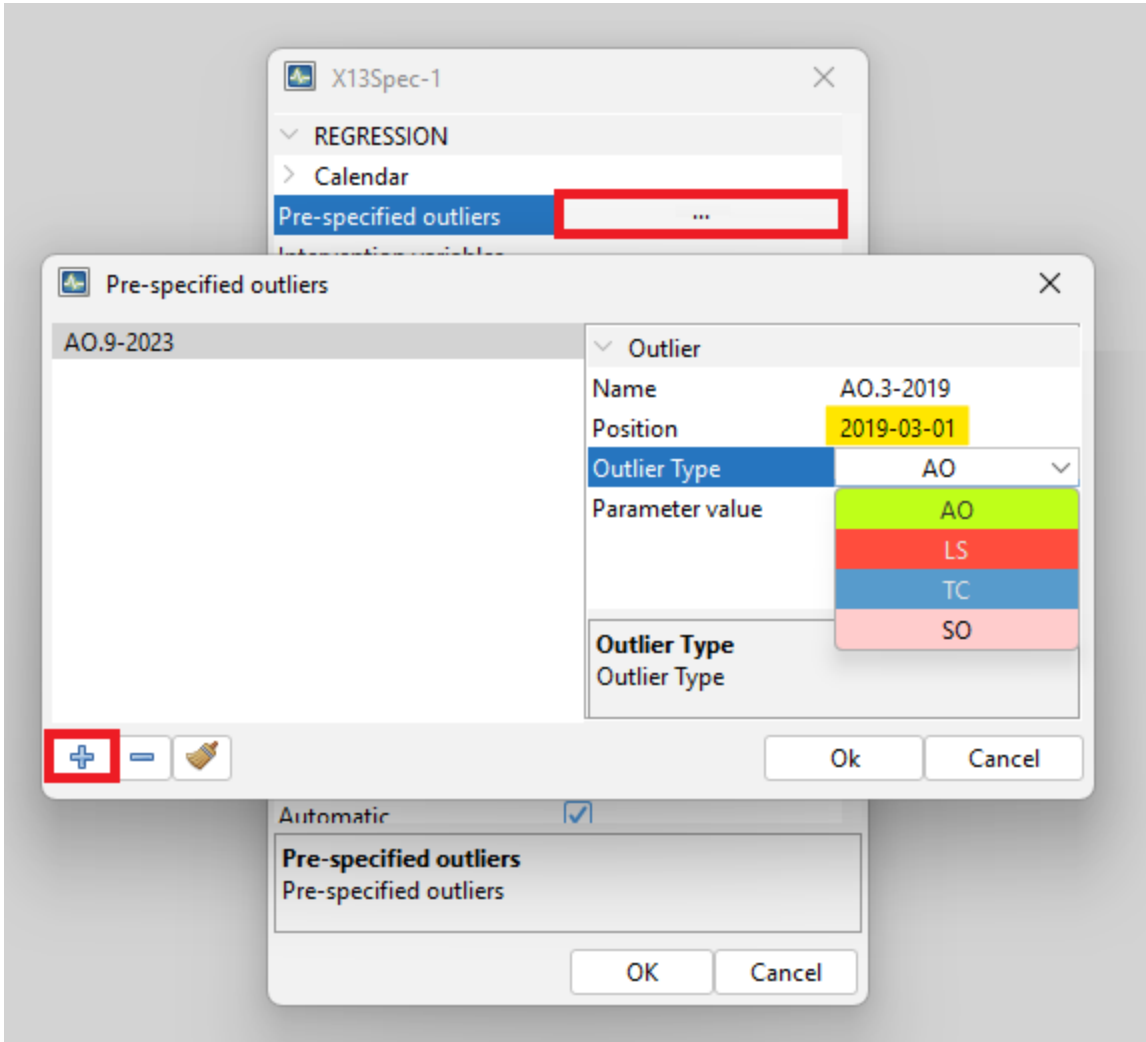 X13Spec-1
REGRESSION
Calendar
Pre-specified outliers ...
Intervention variables
Pre-specified outliers
AO.9-2023
Outlier
Name AO.3-2019
Position 2019-03-01
Outlier Type AO
Parameter value AO
LS
TC
SO
Outlier Type
Outlier Type
Ok Cancel
Automatic
Pre-specified outliers
Pre-specified outliers
OK Cancel